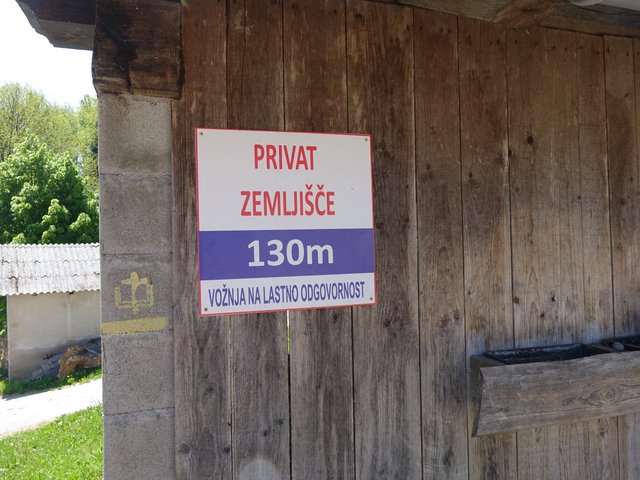 PRIVAT
ZEMLJIŠČE
130m
VOŽNJA NA LASTNO ODGOVORNOST